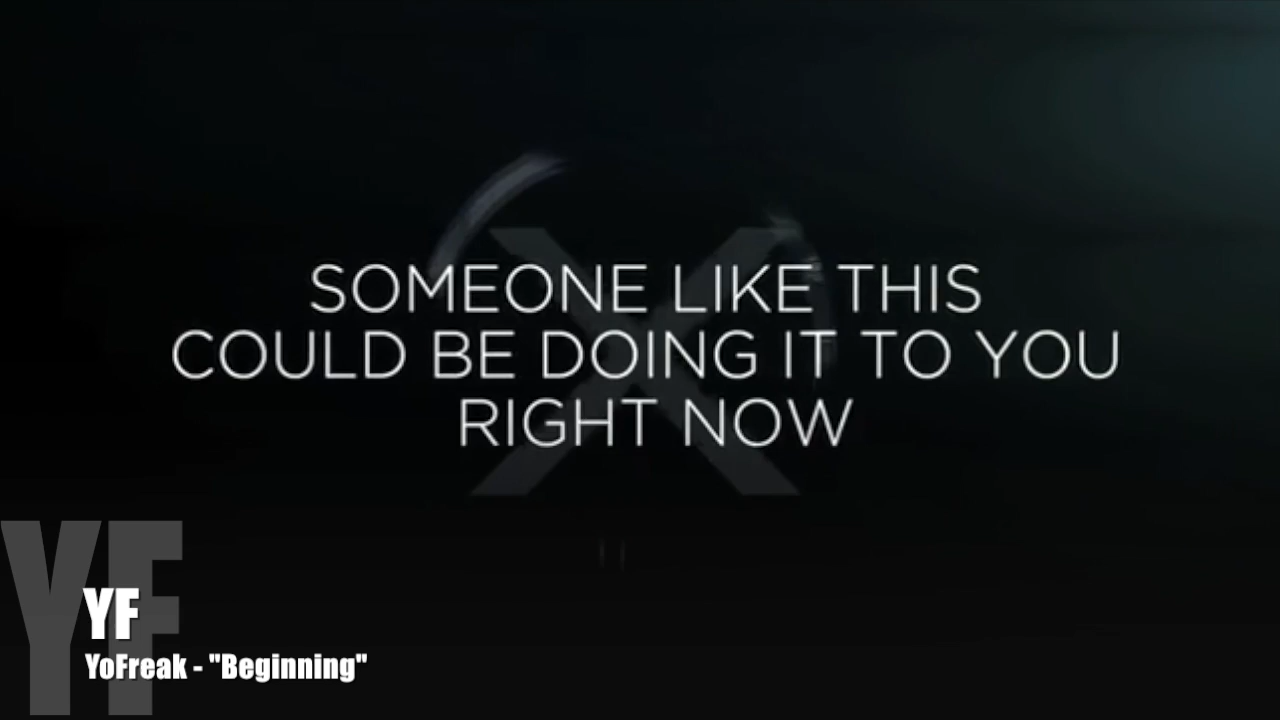 SOMEONE LIKE THIS
COULD BE DOING IT TO YOU
RIGHT NOW
X
YF
YF
YoFreak - "Beginning"